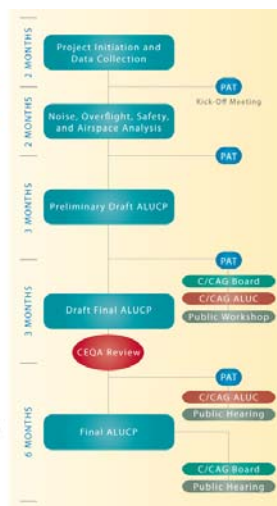 2 MONTHS
Project Initiation and
Data Collection
PAT
Kick-Off Meeting
2 MONTHS
Noise, Overflight, Safety,
and Airspace Analysis
PAT
3 MONTHS
Preliminary Draft ALUCP
PAT
3 MONTHS
C/CAG Board
C/CAG ALUC
Draft Final ALUCP
Public Workshop
CEQA Review
PAT
C/CAG ALUC
Public Hearing
6 MONTHS
Final ALUCP
C/CAG Board
Public Hearing